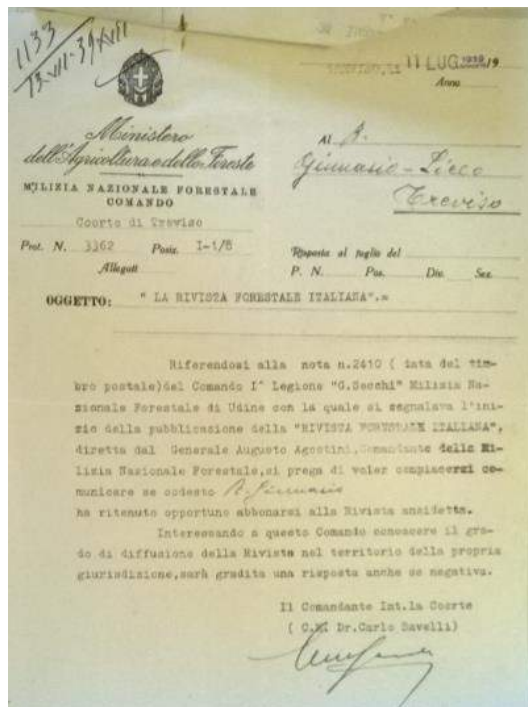 1133
13-VII-39 XVII
TREVISO, li 11 LUG 1939/9
Anno
Ministero
dell'Agricoltura e delle Foreste
MILIZIA NAZIONALE FORESTALE
COMANDO
Coorte di Treviso
Prot. N. 3362 Posiz. I-1/8
Allegati
Al R.
Ginnasio - Liceo
Treviso
Risposta al foglio del
P. N. Pos. Div. Sez.
OGGETTO: " LA RIVISTA FORESTALE ITALIANA".=
Riferendosi alla nota n.2410 ( data del tim-
bro postale)del Comando I^ Legione "G.Secchi" Milizia Na-
zionale Forestale di Udine con la quale si segnalava l'ini-
zio della pubblicazione della "RIVISTA FORESTALE ITALIANA",
diretta dal Generale Augusto Agostini,Comandante della Mi-
lizia Nazionale Forestale,si prega di voler compiacersi co-
municare se codesto R. Ginnasio
ha ritenuto opportuno abbonarsi alla Rivista ansidetta.
Interessando a questo Comando conoscere il gra-
do di diffusione della Rivista nel territorio della propria
giurisdizione,sarà gradita una risposta anche se negativa.
Il Comandante Int.la Coorte
( C.M. Dr.Carlo Savelli)